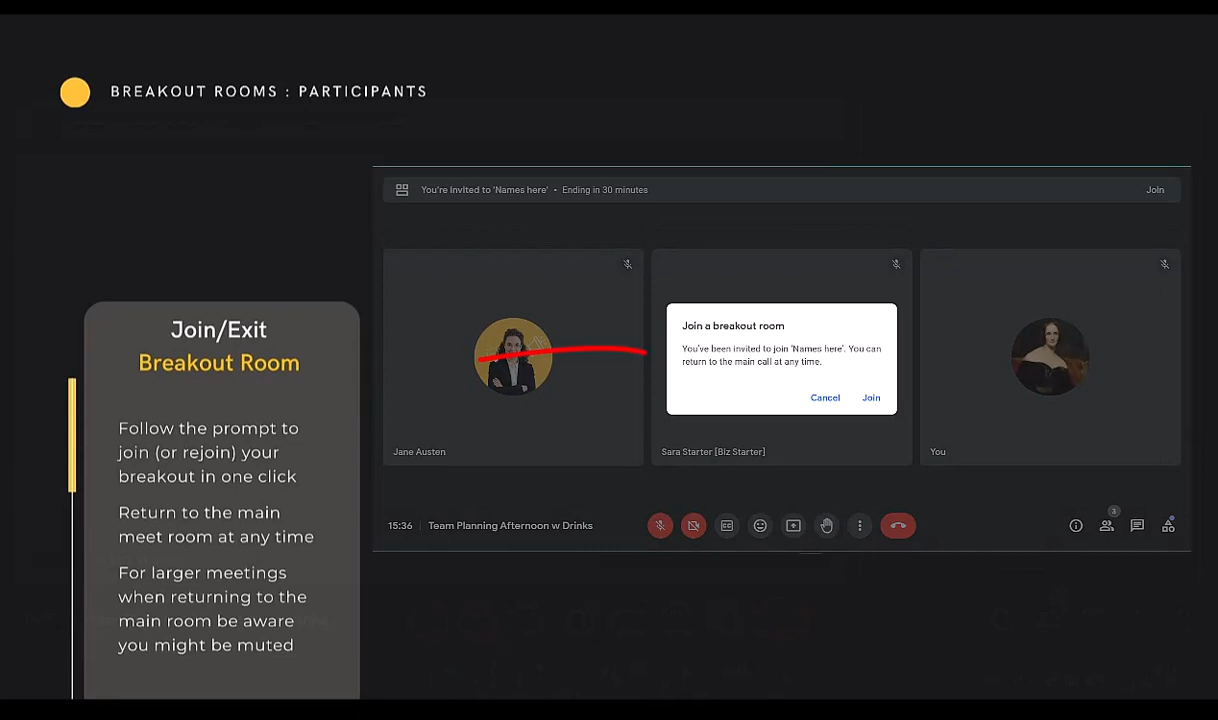 BREAKOUT ROOMS : PARTICIPANTS
You're invited to 'Names here' • Ending in 30 minutes
Join
Join/Exit
Breakout Room
Follow the prompt to
join (or rejoin) your
breakout in one click
Return to the main
meet room at any time
For larger meetings
when returning to the
main room be aware
you might be muted
Join a breakout room
You've been invited to join 'Names here'. You can
return to the main call at any time.
Cancel
Join
Jane Austen
Sara Starter [Biz Starter]
You
15:36 | Team Planning Afternoon w Drinks
3